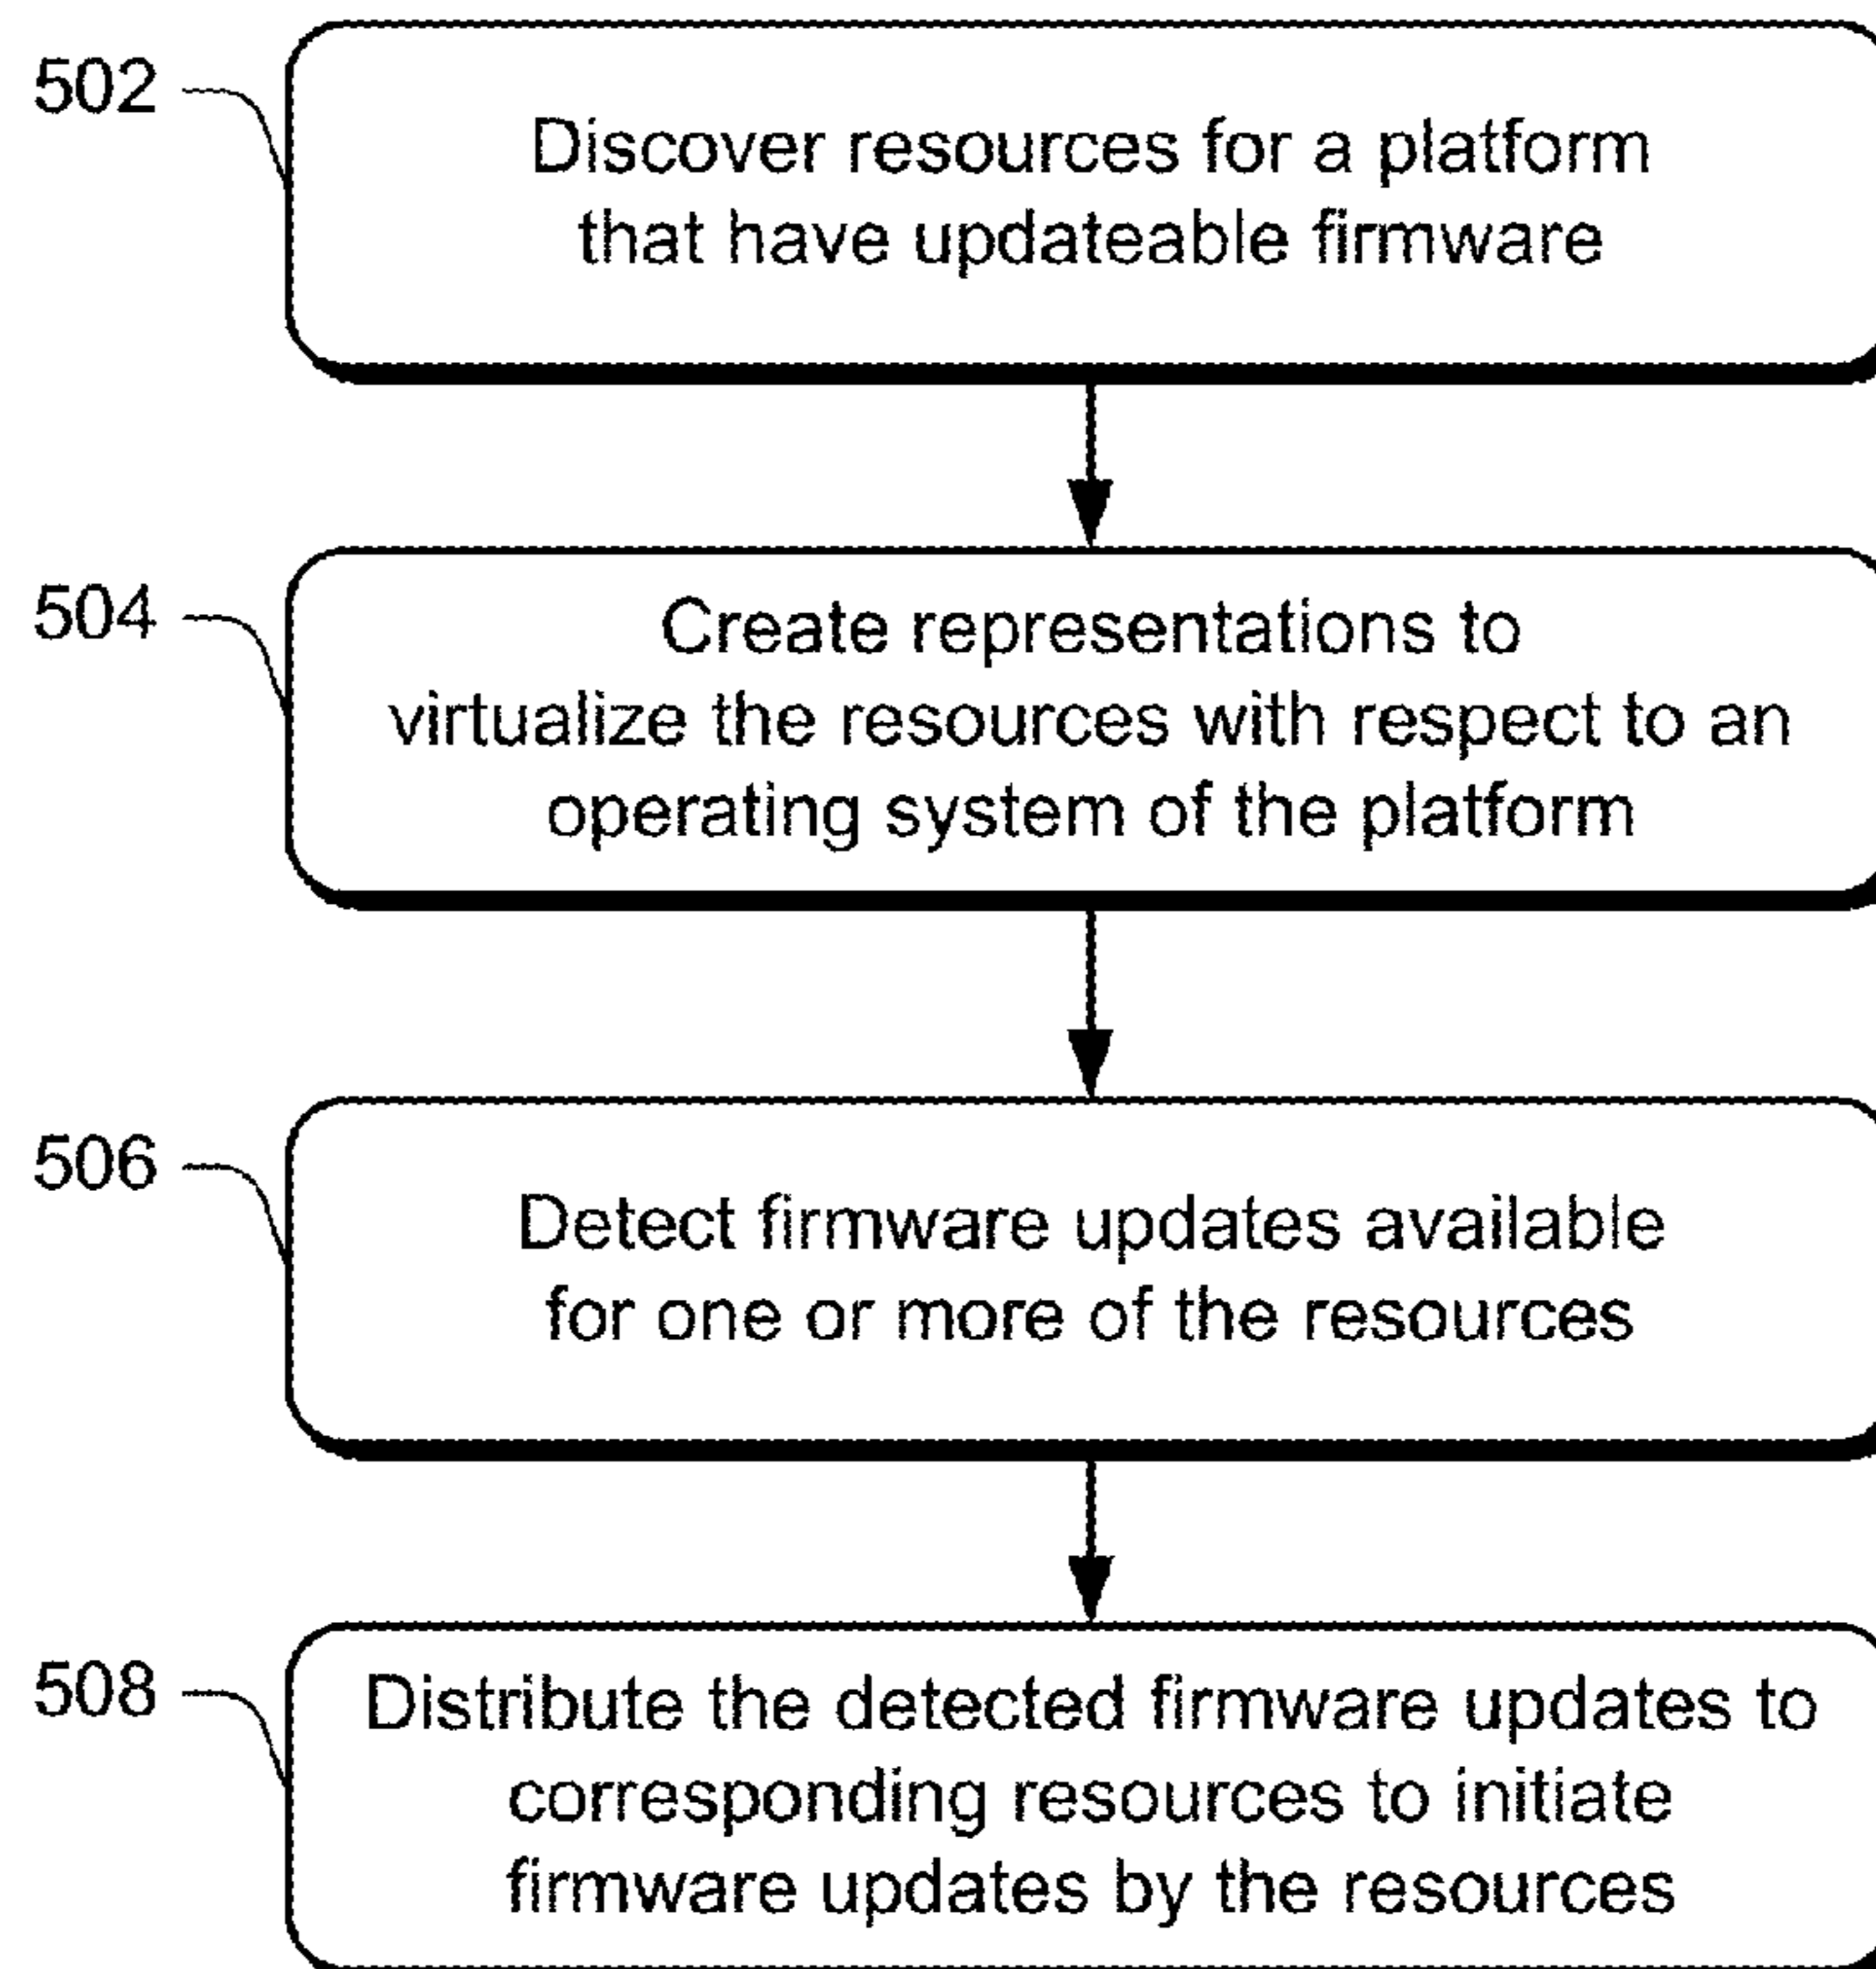 502
Discover resources for a platform
that have updateable firmware
504
Create representations to
virtualize the resources with respect to an
operating system of the platform
506
Detect firmware updates available
for one or more of the resources
508
Distribute the detected firmware updates to
corresponding resources to initiate
firmware updates by the resources